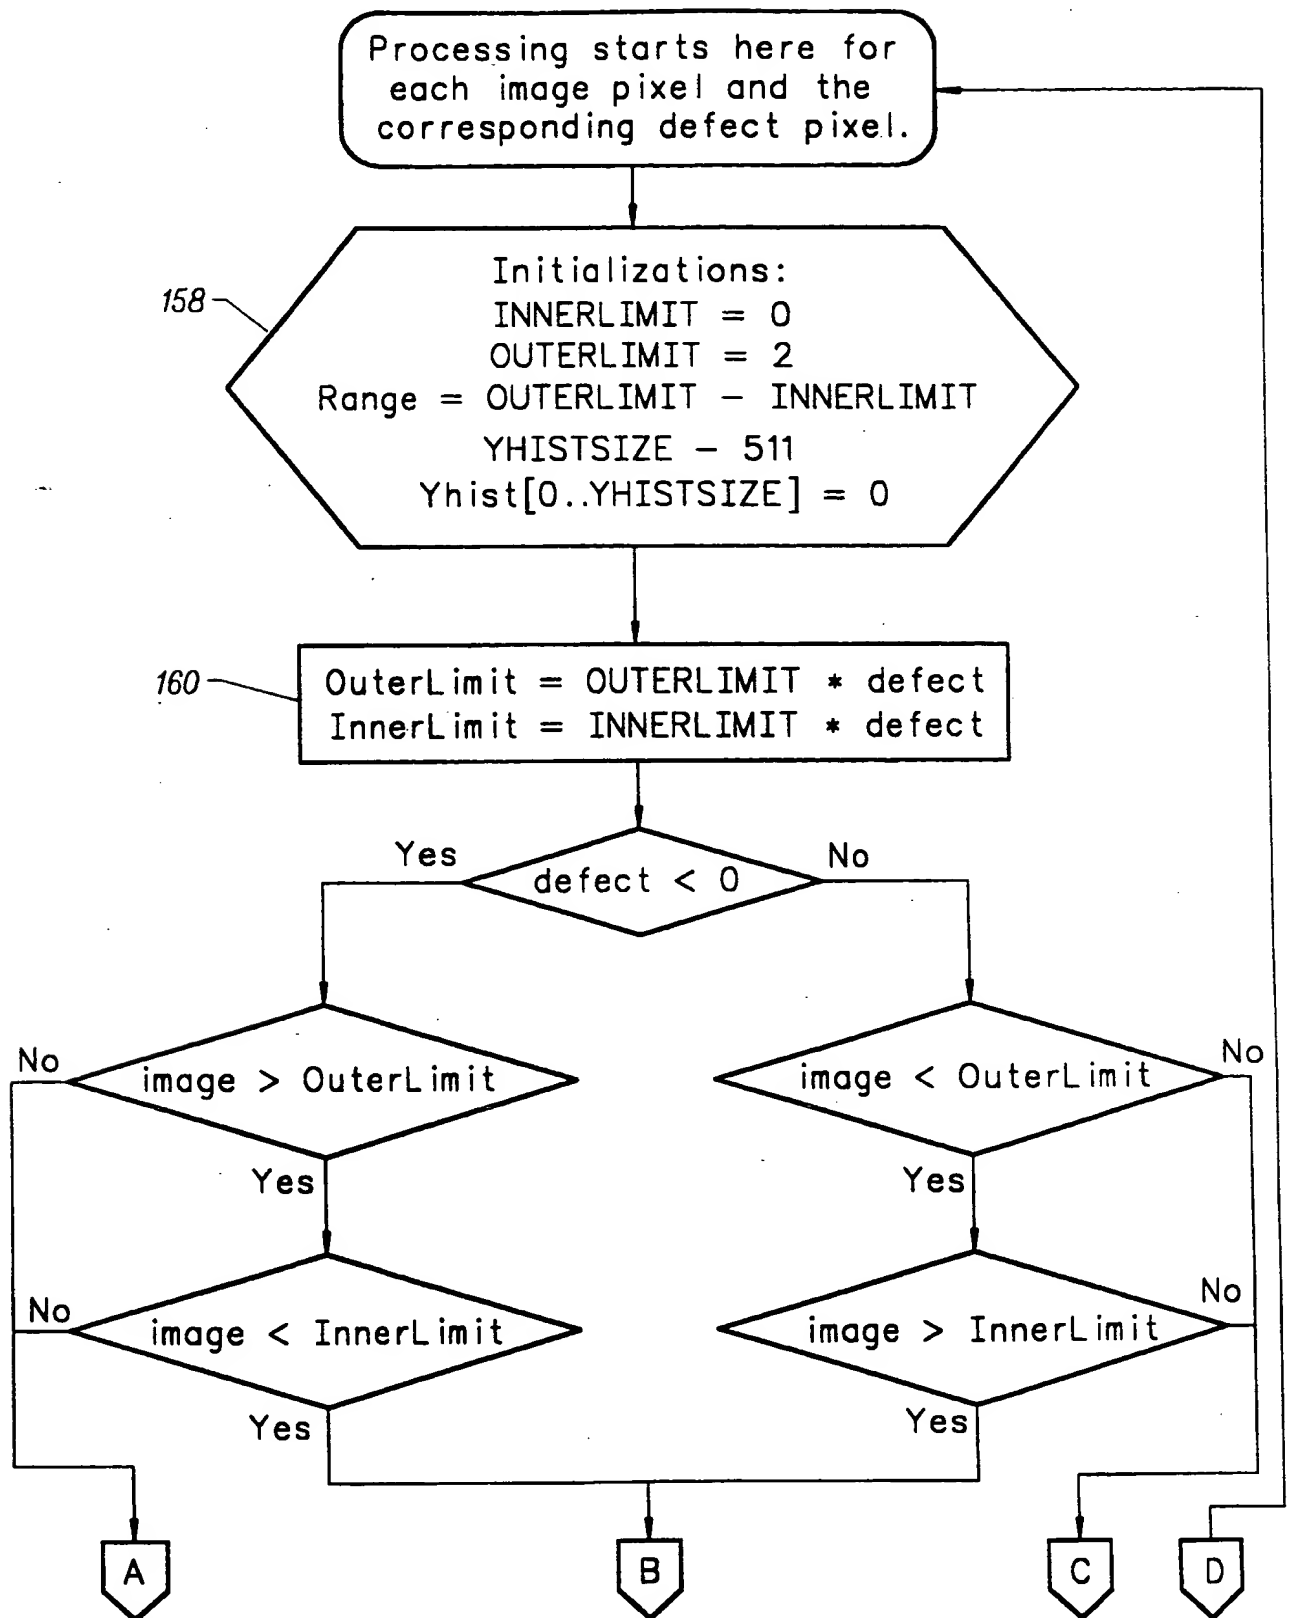 Processing starts here for
each image pixel and the
corresponding defect pixel.
158
Initializations:
INNERLIMIT = 0
OUTERLIMIT = 2
Range = OUTERLIMIT - INNERLIMIT
YHISTSIZE - 511
Yhist[0..YHISTSIZE] = 0
160
OuterLimit = OUTERLIMIT * defect
InnerLimit = INNERLIMIT * defect
Yes
defect < 0
No
No
image > OuterLimit
Yes
image < OuterLimit
No
Yes
No
image < InnerLimit
Yes
image > InnerLimit
No
Yes
A
B
C
D